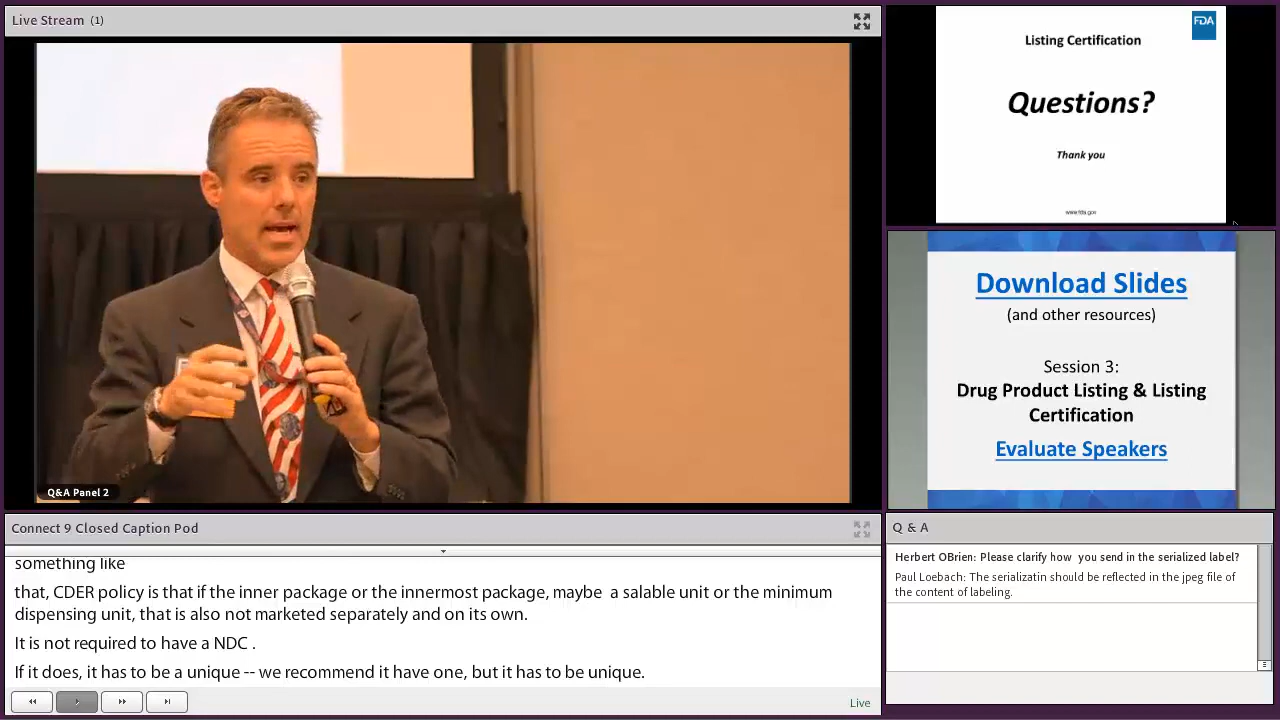 Live Stream (1)
Q&A Panel 2
FDA
Listing Certification
Questions?
Thank you
www.fda.gov
Download Slides
(and other resources)
Session 3:
Drug Product Listing & Listing
Certification
Evaluate Speakers
Connect 9 Closed Caption Pod
something like
that, CDER policy is that if the inner package or the innermost package, maybe a salable unit or the minimum
dispensing unit, that is also not marketed separately and on its own.
It is not required to have a NDC .
If it does, it has to be a unique -- we recommend it have one, but it has to be unique.
Live
Q & A
Herbert OBrien: Please clarify how you send in the serialized label?
Paul Loebach: The serializatin should be reflected in the jpeg file of
the content of labeling.